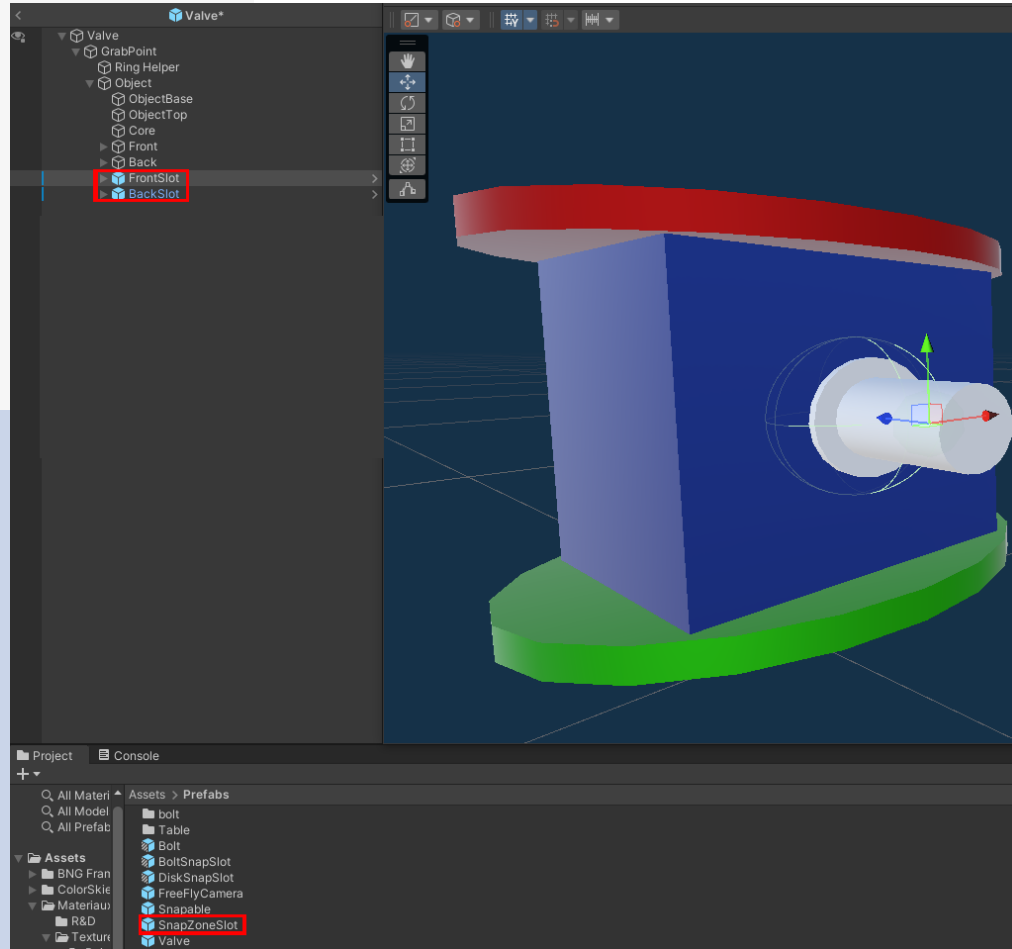 Valve*
Valve
GrabPoint
Ring Helper
Object
ObjectBase
ObjectTop
Core
Front
Back
FrontSlot
BackSlot
Project
Console
All Materi
All Model
All Prefab
Assets
BNG Fran
ColorSkie
Materiau
R&D
Texture
Assets > Prefabs
bolt
Table
Bolt
BoltSnapSlot
DiskSnapSlot
FreeFlyCamera
Snapable
SnapZoneSlot
Valve